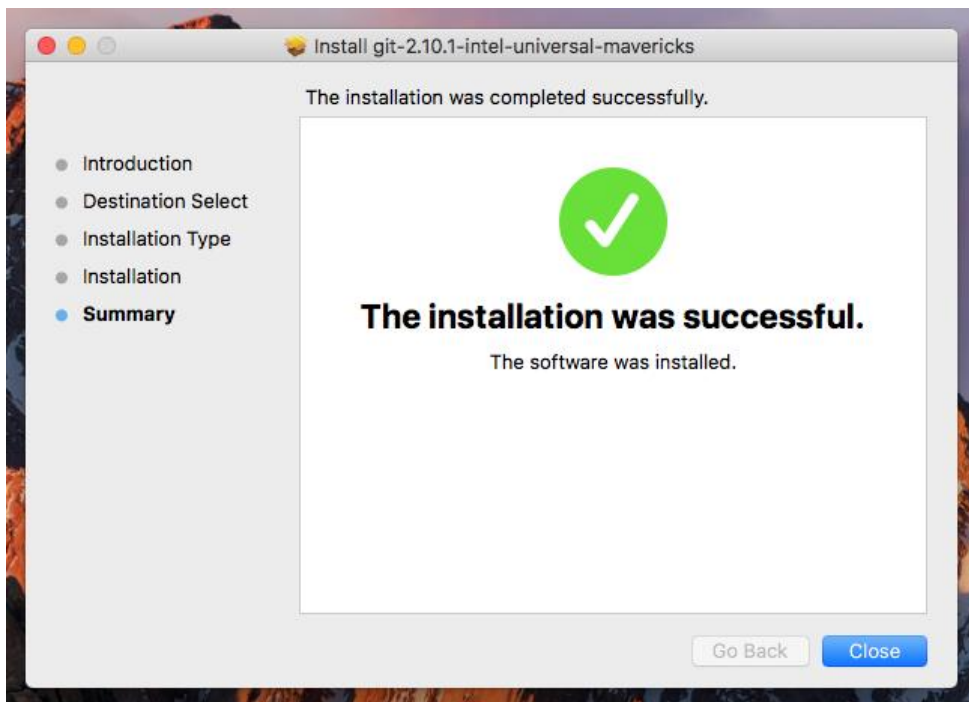 Install git-2.10.1-intel-universal-mavericks
The installation was completed successfully.
Introduction
Destination Select
Installation Type
Installation
Summary
The installation was successful.
The software was installed.
Go Back
Close